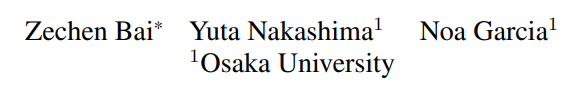 Zechen Bai* Yuta Nakashima¹ Noa Garcia¹
¹Osaka University